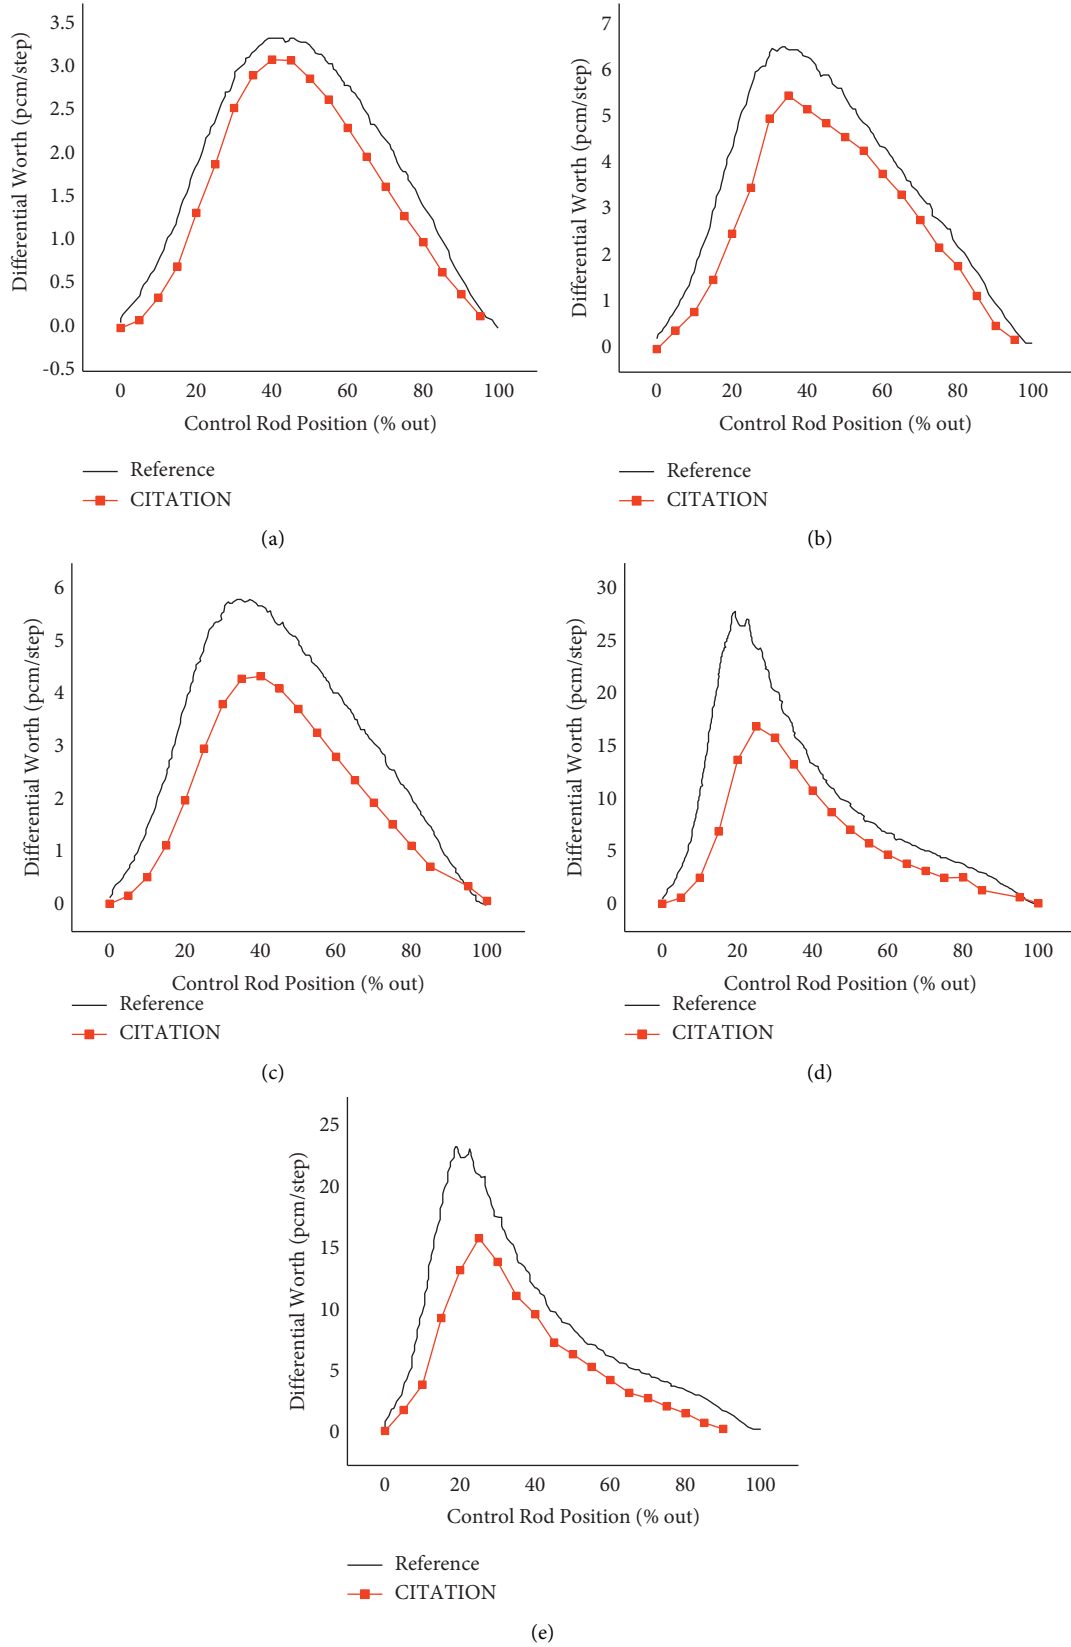 3.5
3.0
2.5
2.0
1.5
1.0
0.5
0.0
-0.5
Differential Worth (pcm/step)
0 20 40 60 80 100
Control Rod Position (% out)
Reference
CITATION
(a)
7
6
5
4
3
2
1
0
Differential Worth (pcm/step)
0 20 40 60 80 100
Control Rod Position (% out)
Reference
CITATION
(b)
6
5
4
3
2
1
0
Differential Worth (pcm/step)
0 20 40 60 80 100
Control Rod Position (% out)
Reference
CITATION
(c)
30
25
20
15
10
5
0
Differential Worth (pcm/step)
0 20 40 60 80 100
Control Rod Position (% out)
Reference
CITATION
(d)
25
20
15
10
5
0
Differential Worth (pcm/step)
0 20 40 60 80 100
Control Rod Position (% out)
Reference
CITATION
(e)